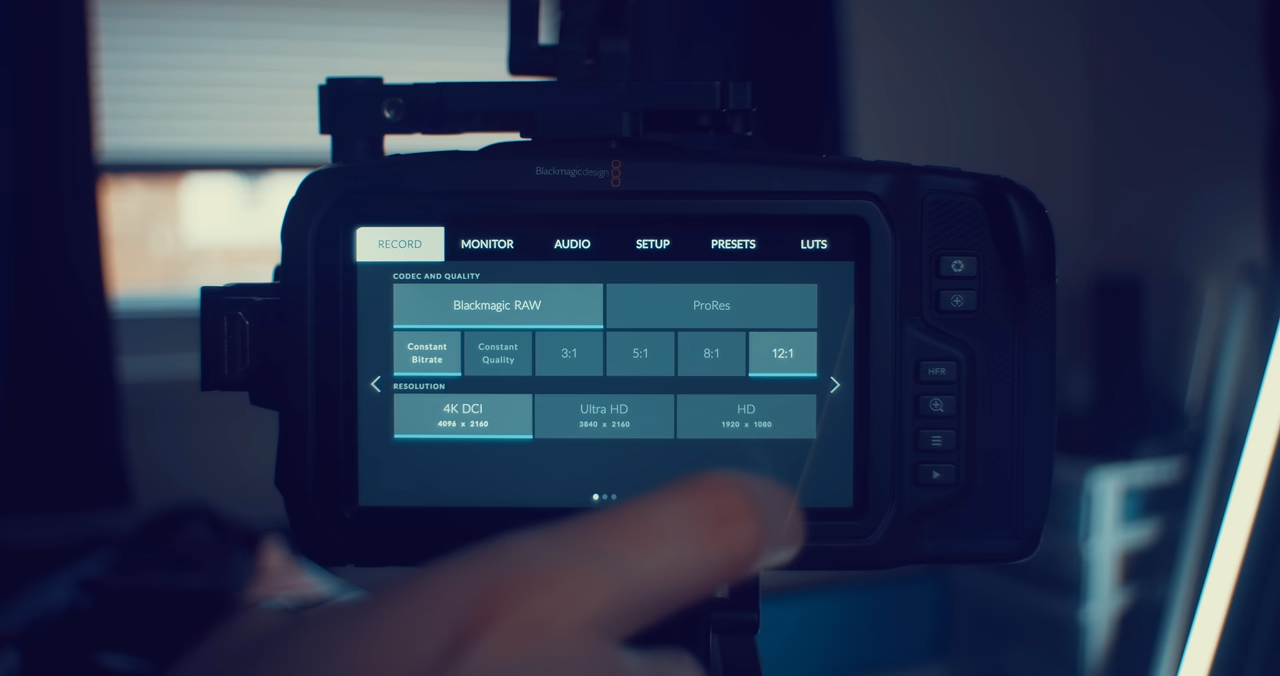 Blackmagicdesign
RECORD MONITOR AUDIO SETUP PRESETS LUTS
CODEC AND QUALITY
Blackmagic RAW ProRes
Constant Bitrate Constant Quality 3:1 5:1 8:1 12:1
RESOLUTION
4K DCI Ultra HD HD
4096 x 2160 3840 x 2160 1920 x 1080
HFR